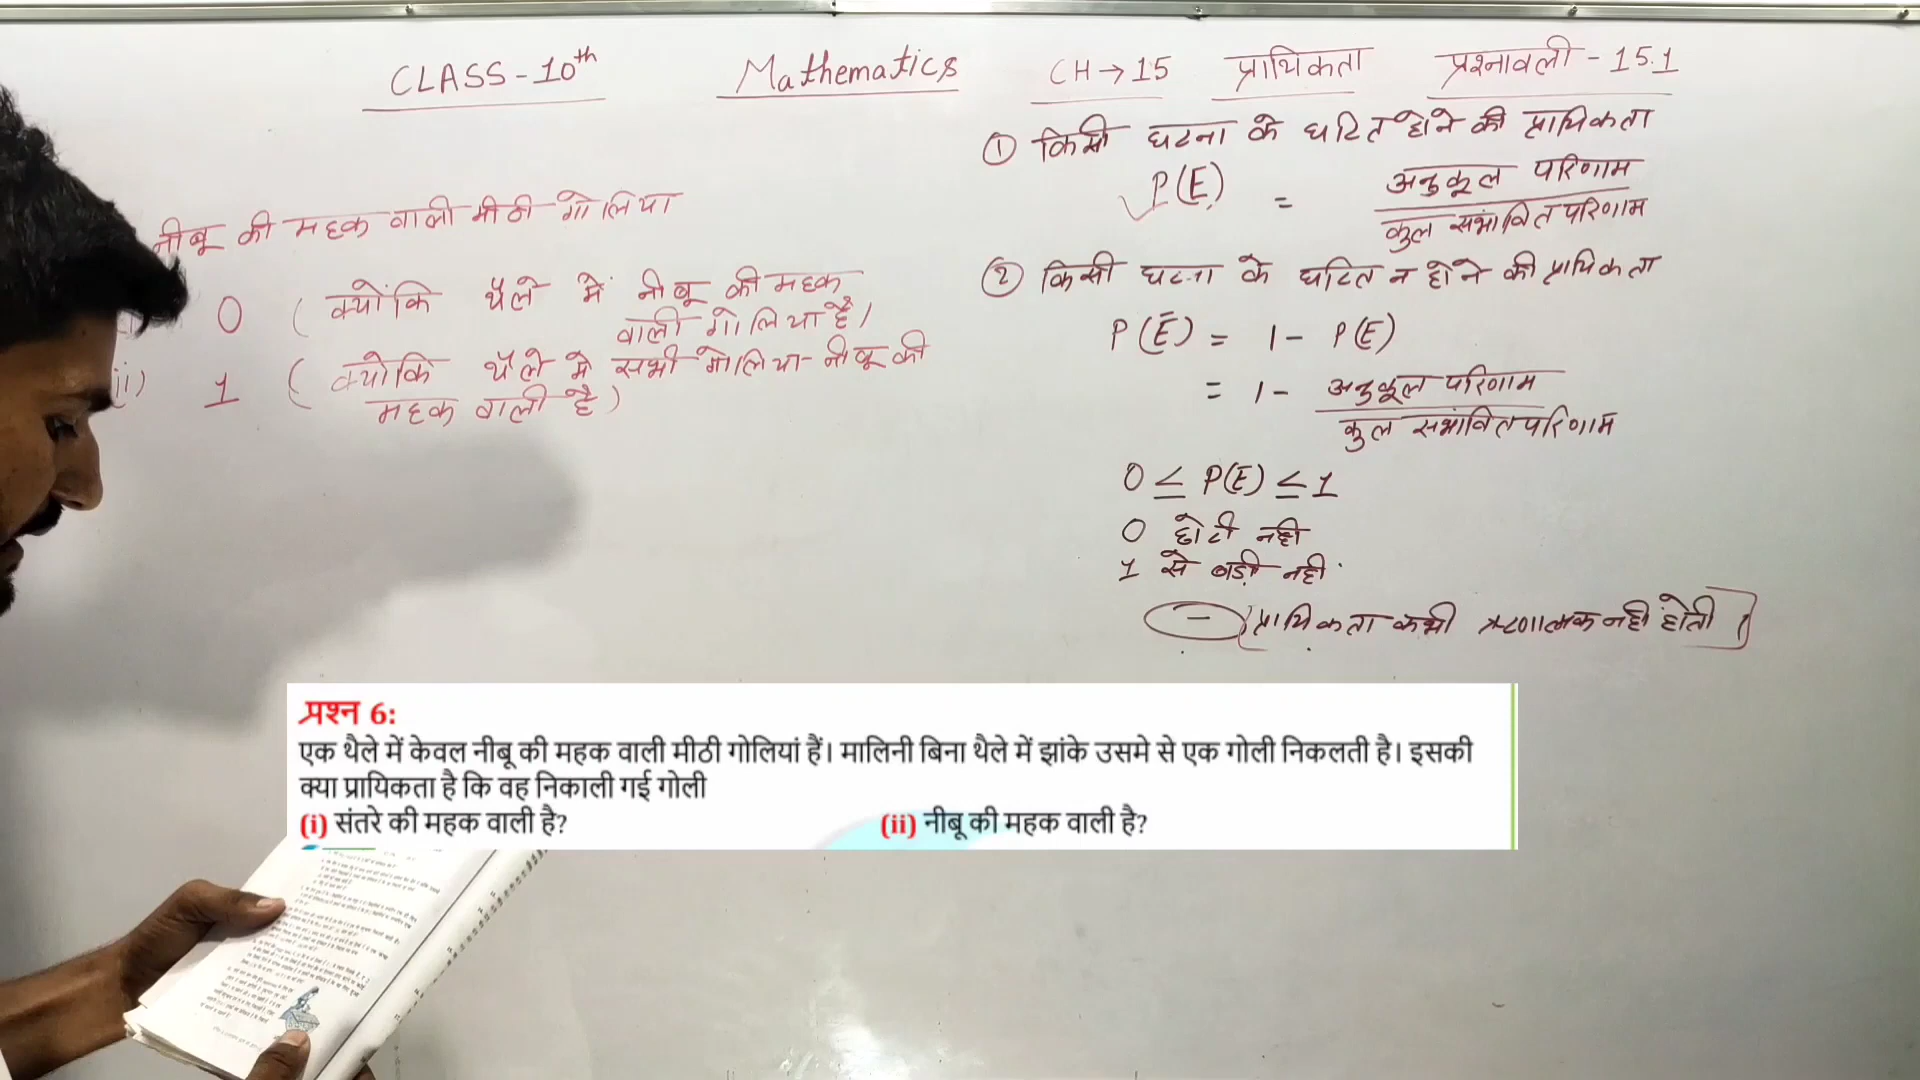 CLASS-10th Mathematics CH→15 प्रायिकता प्रश्नावली-15.1
नीबू की महक वाली मीठी गोलिया
0 (क्योंकि थैले में नीबू की महक
वाली गोलिया है)
ii) 1 (क्योकि थैले मे सभी गोलिया नीबू की
महक वाली है)
① किसी घटना के घटित होने की प्रायिकता
P(E) = अनुकूल परिणाम
कुल संभावित परिणाम
② किसी घटना के घटित न होने की प्रायिकता
P(Ē) = 1 - P(E)
= 1 - अनुकूल परिणाम
कुल संभावित परिणाम
0 ≤ P(E) ≤ 1
0 छोटी नही
1 से बड़ी नही
- प्रायिकता कभी ऋणात्मक नही होती।
प्रश्न 6:
एक थैले में केवल नीबू की महक वाली मीठी गोलियां हैं। मालिनी बिना थैले में झांके उसमे से एक गोली निकलती है। इसकी
क्या प्रायिकता है कि वह निकाली गई गोली
(i) संतरे की महक वाली है? (ii) नीबू की महक वाली है?